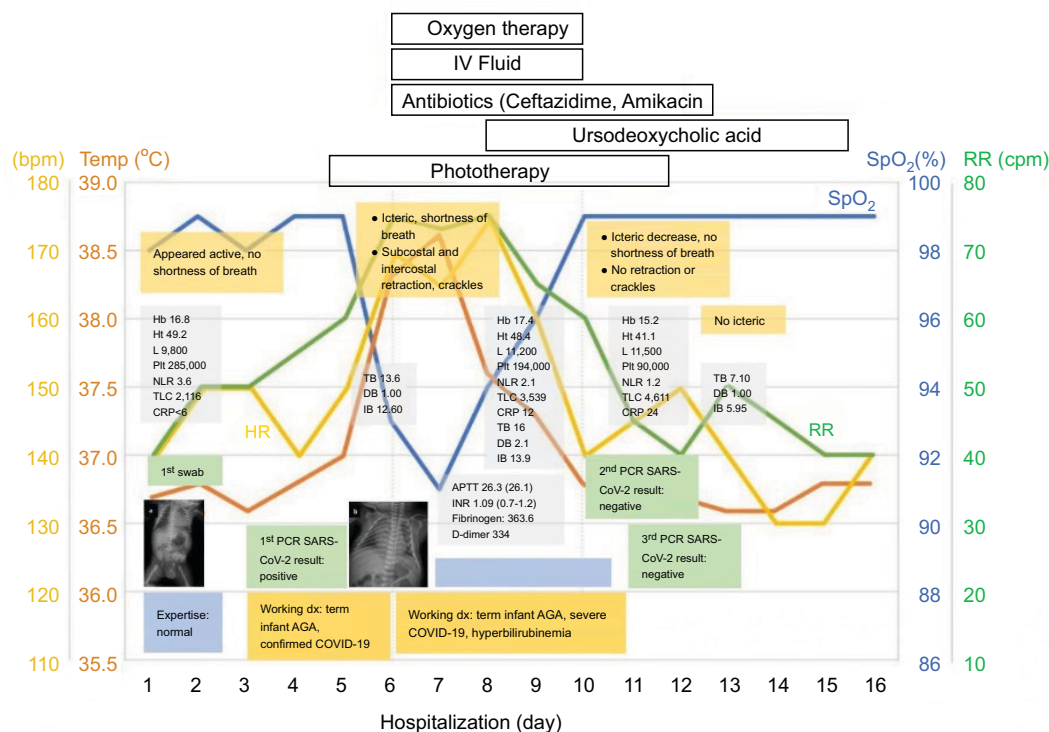 Oxygen therapy
IV Fluid
Antibiotics (Ceftazidime, Amikacin
Ursodeoxycholic acid
Phototherapy
(bpm)
Temp (°C)
SpO₂(%)
RR (cpm)
180
170
160
150
140
130
120
110
39.0
38.5
38.0
37.5
37.0
36.5
36.0
35.5
100
98
96
94
92
90
88
86
80
70
60
50
40
30
20
10
SpO₂
HR
RR
Appeared active, no
shortness of breath
● Icteric, shortness of
breath
● Subcostal and
intercostal
retraction, crackles
● Icteric decrease, no
shortness of breath
● No retraction or
crackles
No icteric
Hb 16.8
Ht 49.2
L 9,800
Plt 285,000
NLR 3.6
TLC 2,116
CRP<6
TB 13.6
DB 1.00
IB 12.60
Hb 17.4
Ht 48.4
L 11,200
Plt 194,000
NLR 2.1
TLC 3,539
CRP 12
TB 16
DB 2.1
IB 13.9
Hb 15.2
Ht 41.1
L 11,500
Plt 90,000
NLR 1.2
TLC 4,611
CRP 24
TB 7.10
DB 1.00
IB 5.95
1st swab
APTT 26.3 (26.1)
INR 1.09 (0.7-1.2)
Fibrinogen: 363.6
D-dimer 334
2nd PCR SARS-
CoV-2 result:
negative
a
b
1st PCR SARS-
CoV-2 result:
positive
3rd PCR SARS-
CoV-2 result:
negative
Expertise:
normal
Working dx: term
infant AGA,
confirmed COVID-19
Working dx: term infant AGA, severe
COVID-19, hyperbilirubinemia
1 2 3 4 5 6 7 8 9 10 11 12 13 14 15 16
Hospitalization (day)